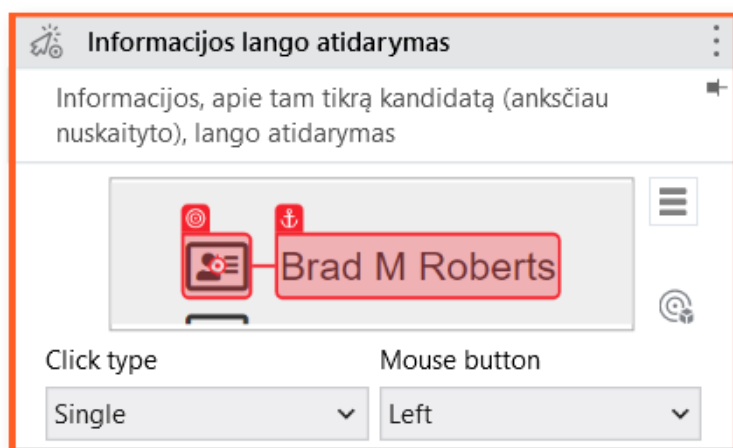 Informacijos lango atidarymas
Informacijos, apie tam tikrą kandidatą (anksčiau
nuskaityto), lango atidarymas
Brad M Roberts
Click type
Mouse button
Single
Left